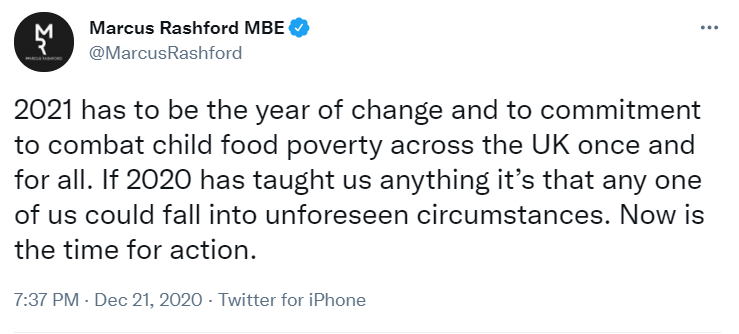 Marcus Rashford MBE
@MarcusRashford
2021 has to be the year of change and to commitment
to combat child food poverty across the UK once and
for all. If 2020 has taught us anything it’s that any one
of us could fall into unforeseen circumstances. Now is
the time for action.
7:37 PM · Dec 21, 2020 · Twitter for iPhone